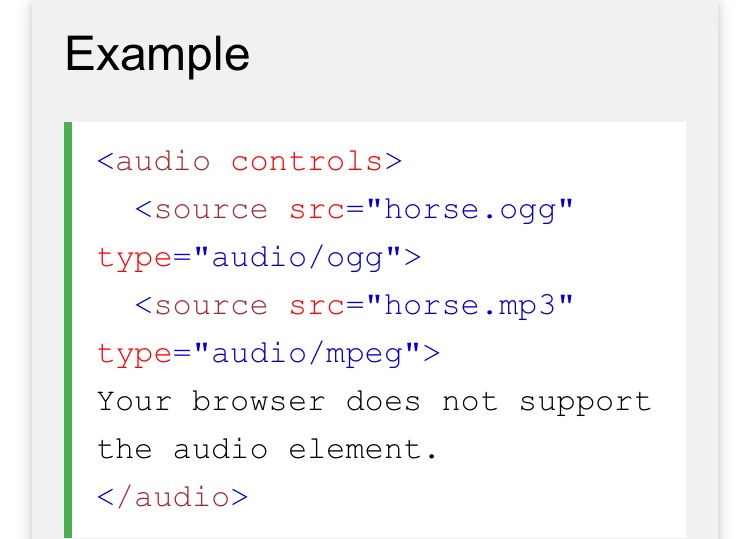 Example
<audio controls>
  <source src="horse.ogg"
type="audio/ogg">
  <source src="horse.mp3"
type="audio/mpeg">
Your browser does not support
the audio element.
</audio>